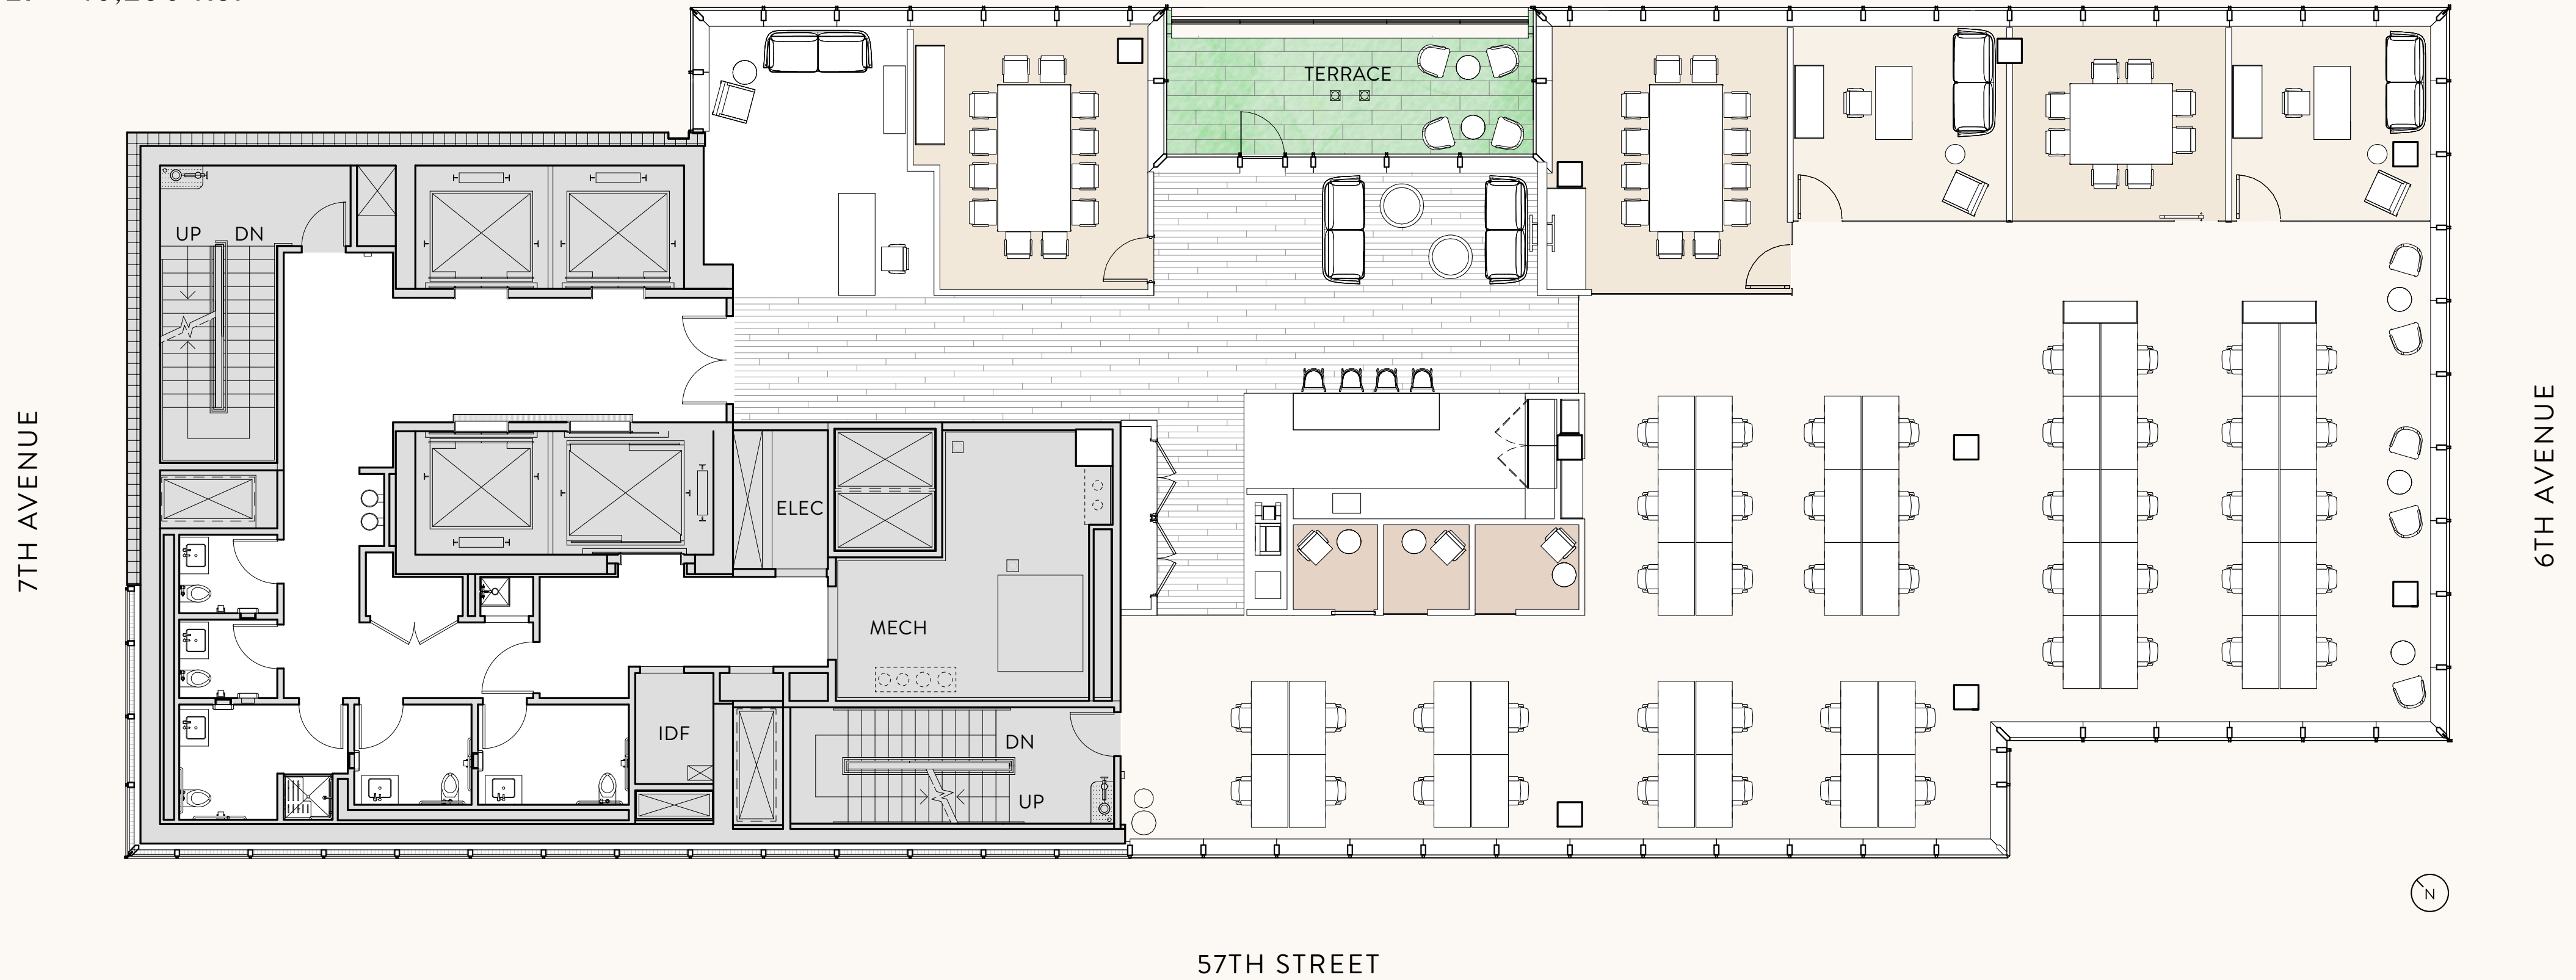 TERRACE
UP DN
7TH AVENUE
6TH AVENUE
ELEC
MECH
IDF
DN
UP
N
57TH STREET